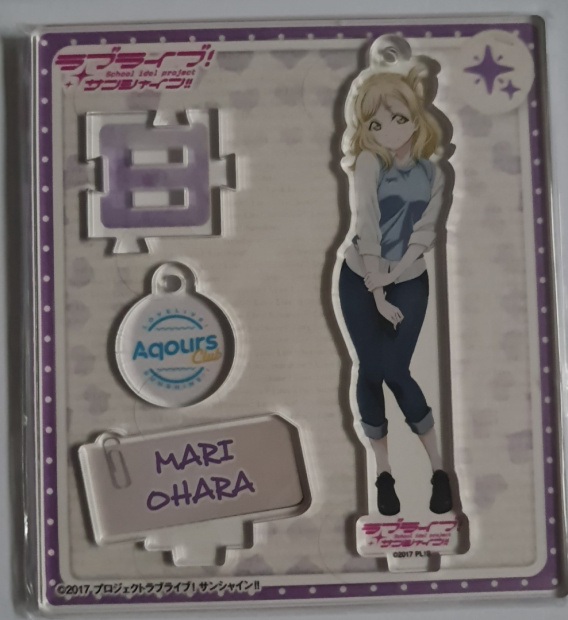 ラブライブ!
School idol project
サンシャイン!!
Aqours
Club
MARI
OHARA
ラブライブ!
サンシャイン!!
©2017 プロジェクトラブライブ! サンシャイン!!